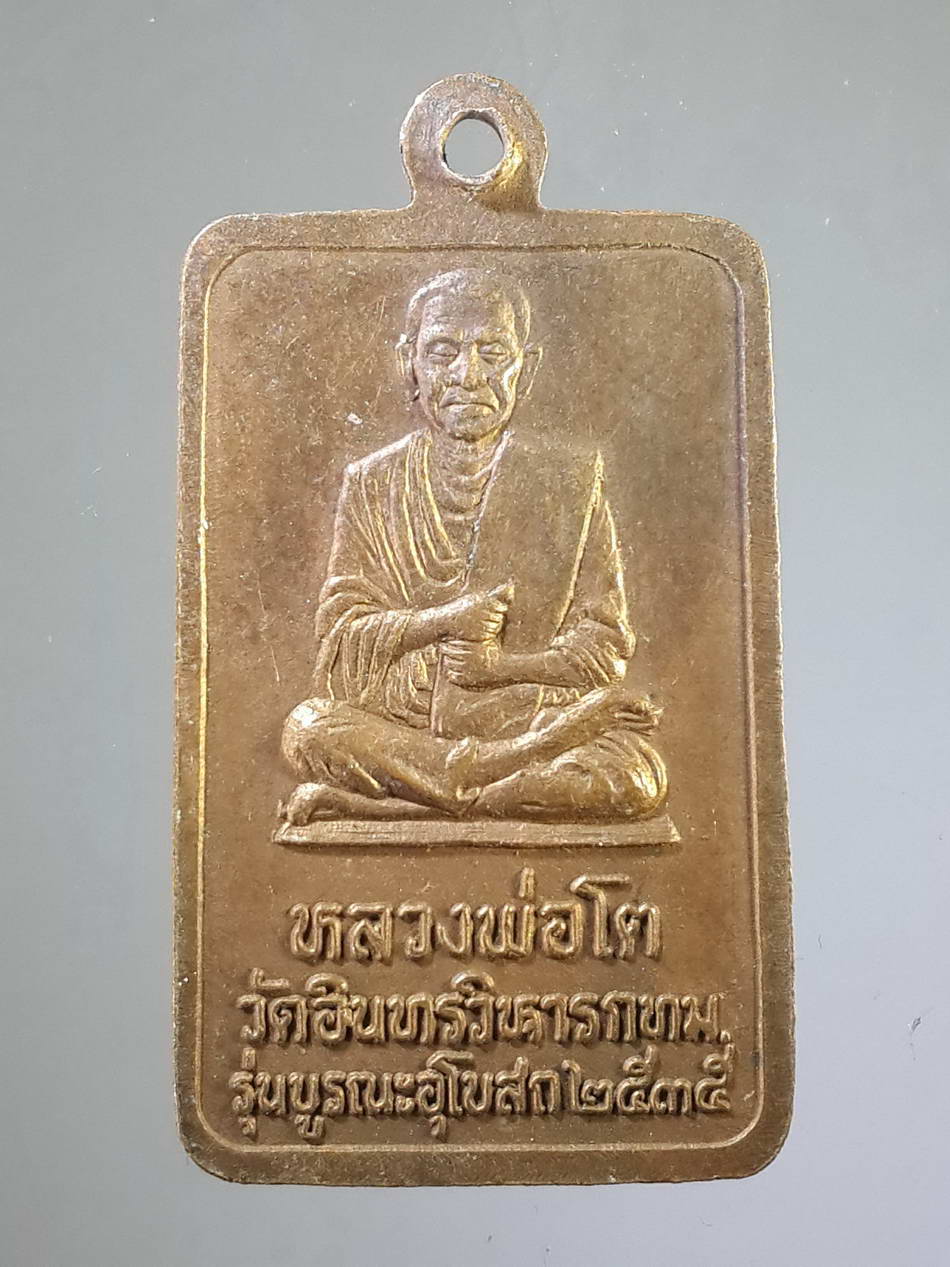 หลวงพ่อโต
วัดอินทรวิหารกทม.
รุ่นบูรณะอุโบสถ๒๕๓๕